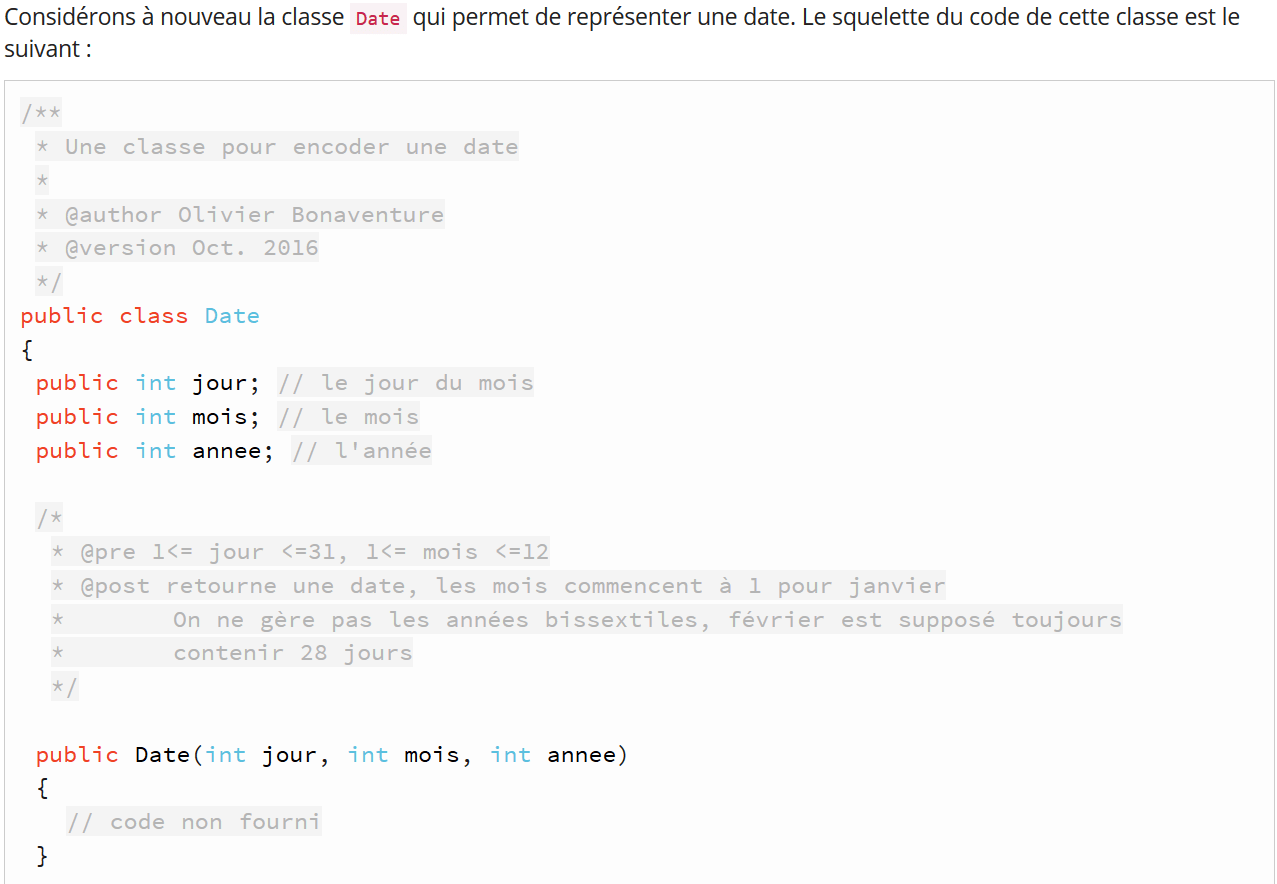 Considérons à nouveau la classe Date qui permet de représenter une date. Le squelette du code de cette classe est le
suivant :
/**
* Une classe pour encoder une date
*
* @author Olivier Bonaventure
* @version Oct. 2016
*/
public class Date
{
public int jour; // le jour du mois
public int mois; // le mois
public int annee; // l'année
/*
* @pre 1<= jour <=31, 1<= mois <=12
* @post retourne une date, les mois commencent à 1 pour janvier
* On ne gère pas les années bissextiles, février est supposé toujours
* contenir 28 jours
*/
public Date(int jour, int mois, int annee)
{
// code non fourni
}